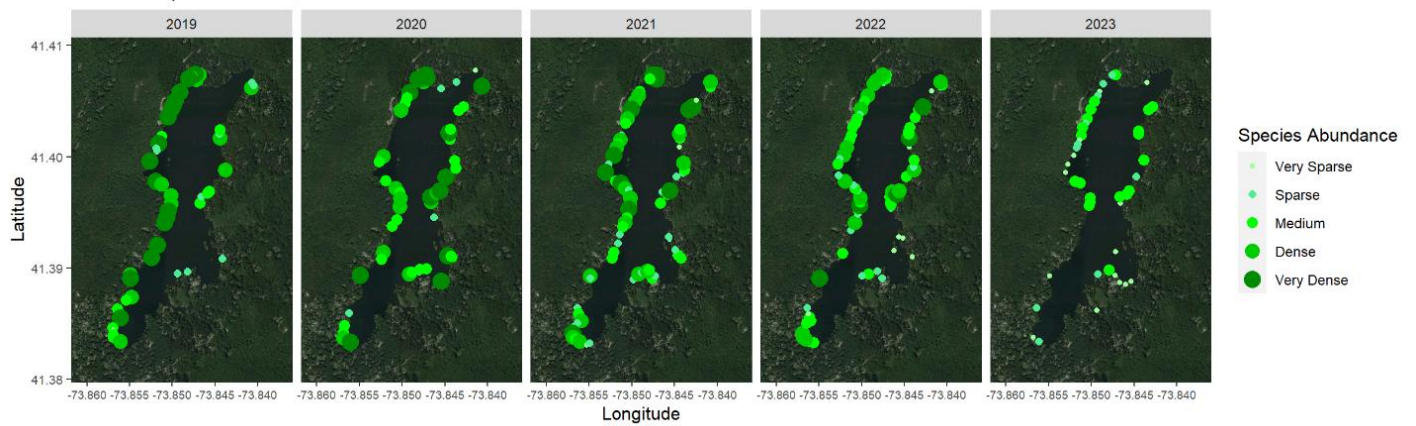 2019 2020 2021 2022 2023
41.41
41.40
41.39
41.38
Latitude
-73.860 -73.855 -73.850 -73.845 -73.840 -73.860 -73.855 -73.850 -73.845 -73.840 -73.860 -73.855 -73.850 -73.845 -73.840 -73.860 -73.855 -73.850 -73.845 -73.840 -73.860 -73.855 -73.850 -73.845 -73.840
Longitude
Species Abundance
Very Sparse
Sparse
Medium
Dense
Very Dense